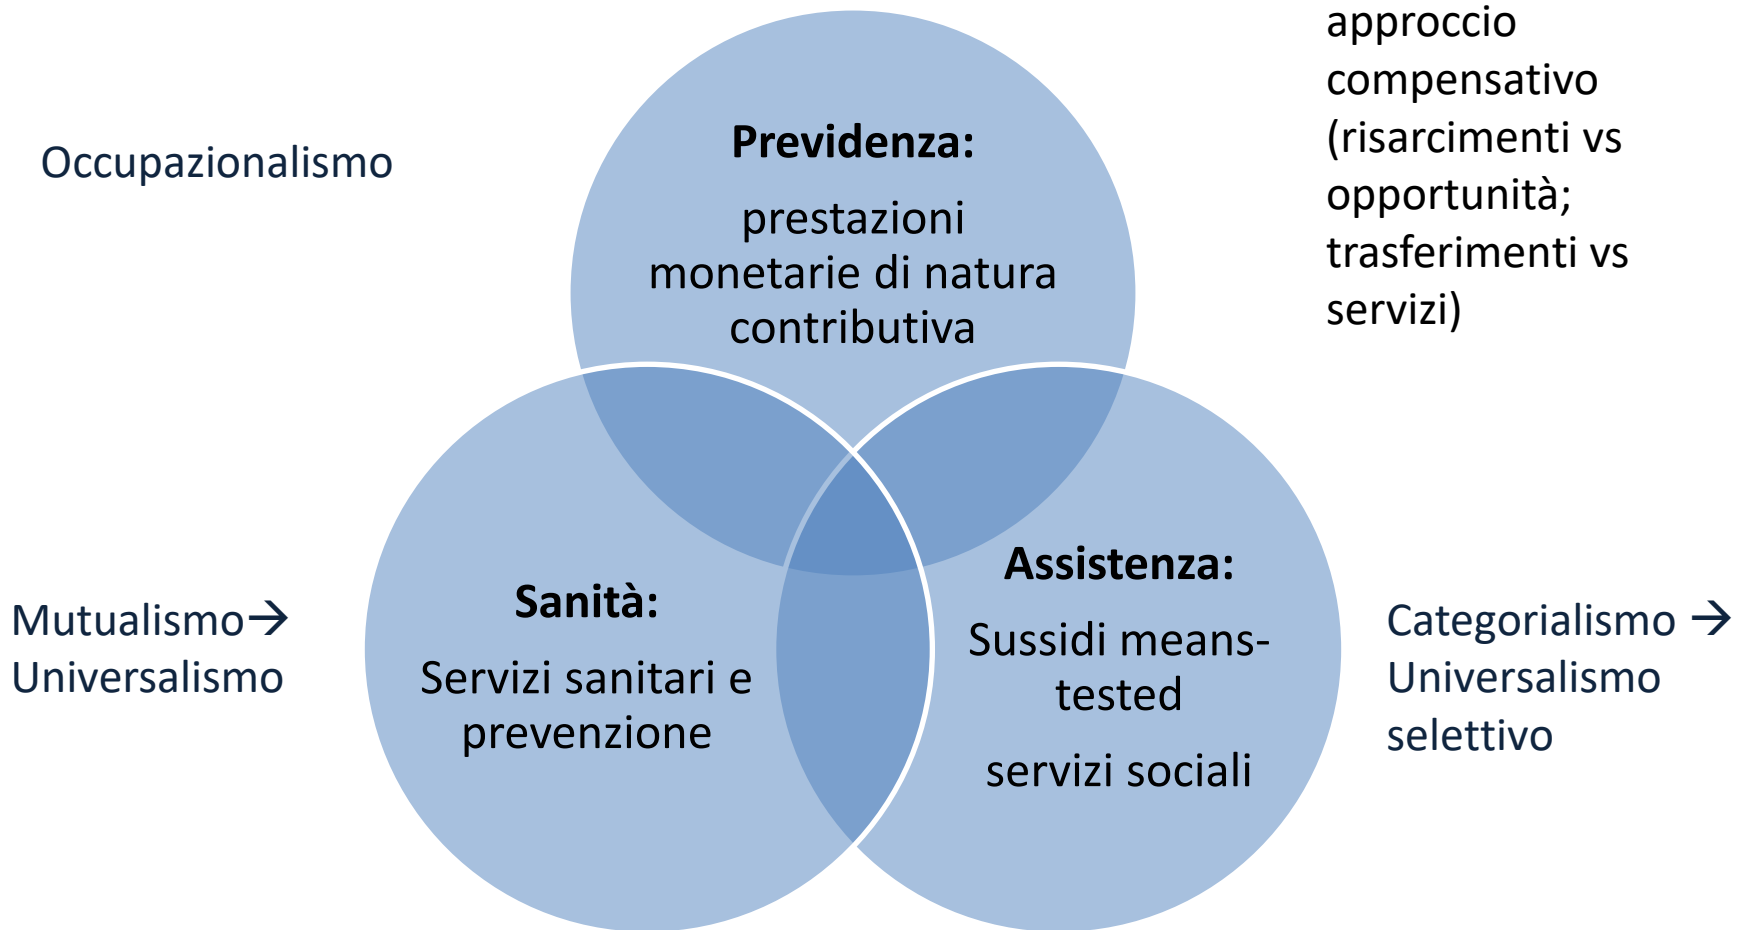 Occupazionalismo
Previdenza:
prestazioni
monetarie di natura
contributiva
approccio
compensativo
(risarcimenti vs
opportunità;
trasferimenti vs
servizi)
Mutualismo→
Universalismo
Sanità:
Servizi sanitari e
prevenzione
Assistenza:
Sussidi means-
tested
servizi sociali
Categorialismo →
Universalismo
selettivo